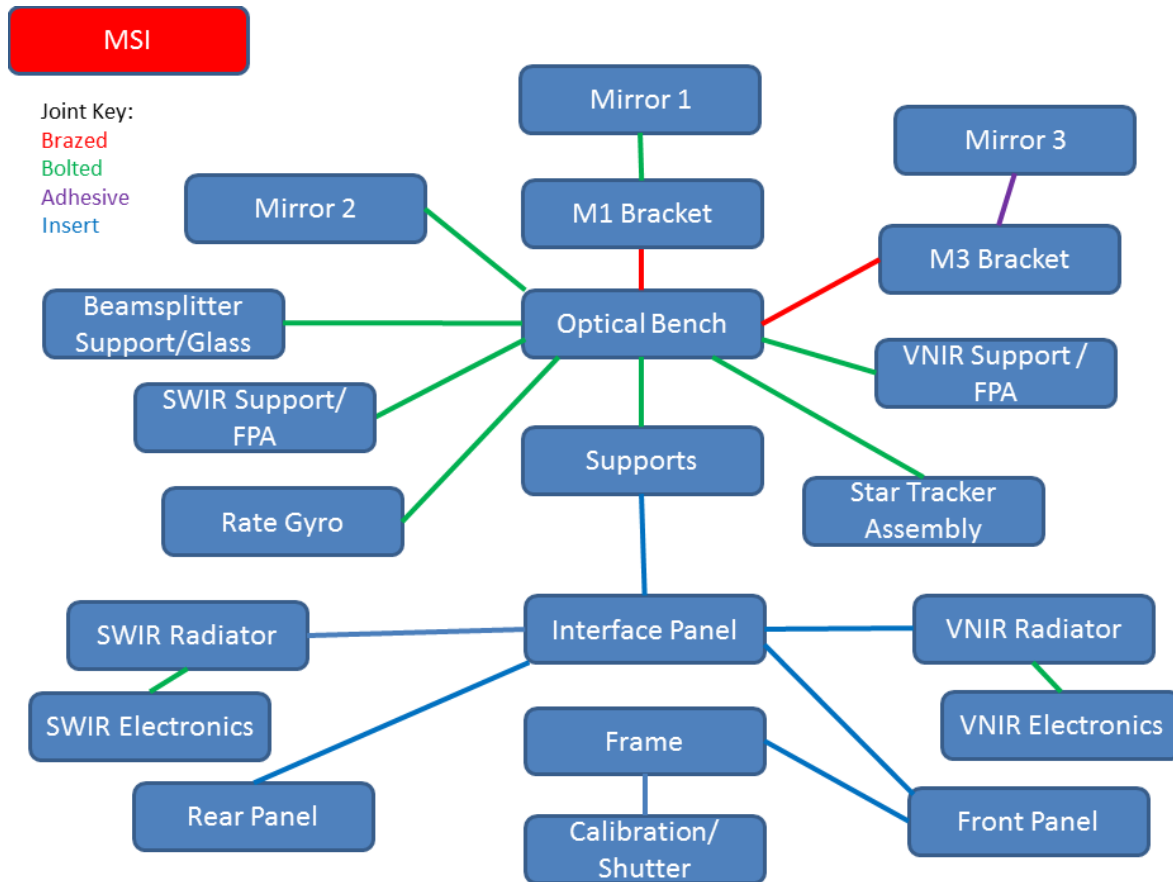 MSI
Joint Key:
Brazed
Bolted
Adhesive
Insert
Mirror 1
Mirror 3
Mirror 2
M1 Bracket
M3 Bracket
Beamsplitter
Support/Glass
Optical Bench
VNIR Support /
FPA
SWIR Support/
FPA
Supports
Star Tracker
Assembly
Rate Gyro
SWIR Radiator
Interface Panel
VNIR Radiator
SWIR Electronics
Frame
VNIR Electronics
Rear Panel
Calibration/
Shutter
Front Panel